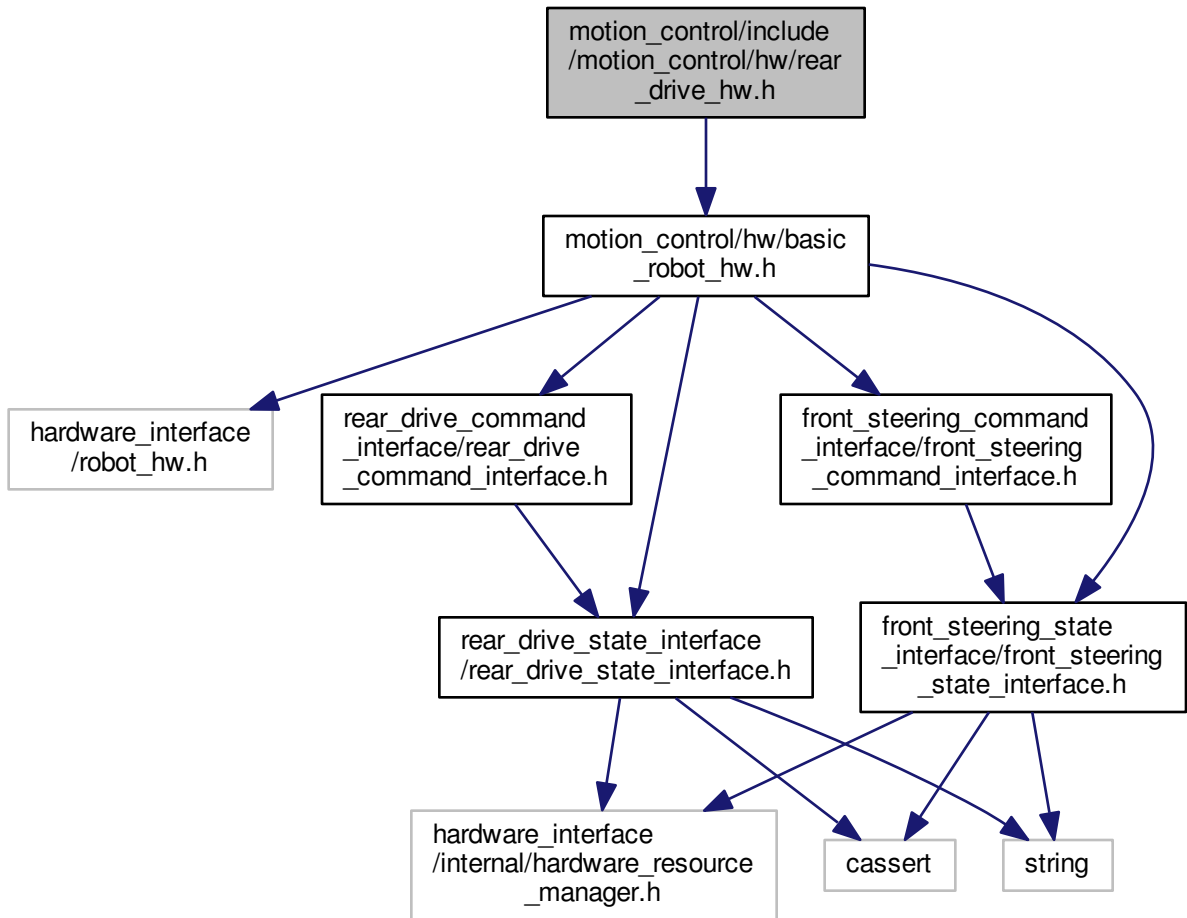 motion_control/include
/motion_control/hw/rear
_drive_hw.h
motion_control/hw/basic
_robot_hw.h
hardware_interface
/robot_hw.h
rear_drive_command
_interface/rear_drive
_command_interface.h
front_steering_command
_interface/front_steering
_command_interface.h
rear_drive_state_interface
/rear_drive_state_interface.h
front_steering_state
_interface/front_steering
_state_interface.h
hardware_interface
/internal/hardware_resource
_manager.h
cassert
string